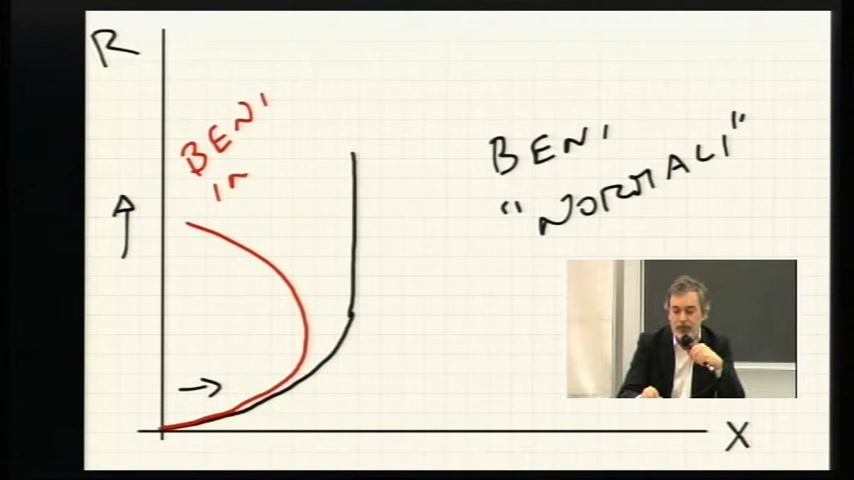 R
BENI
IN
BENI
"NORMALI"
X